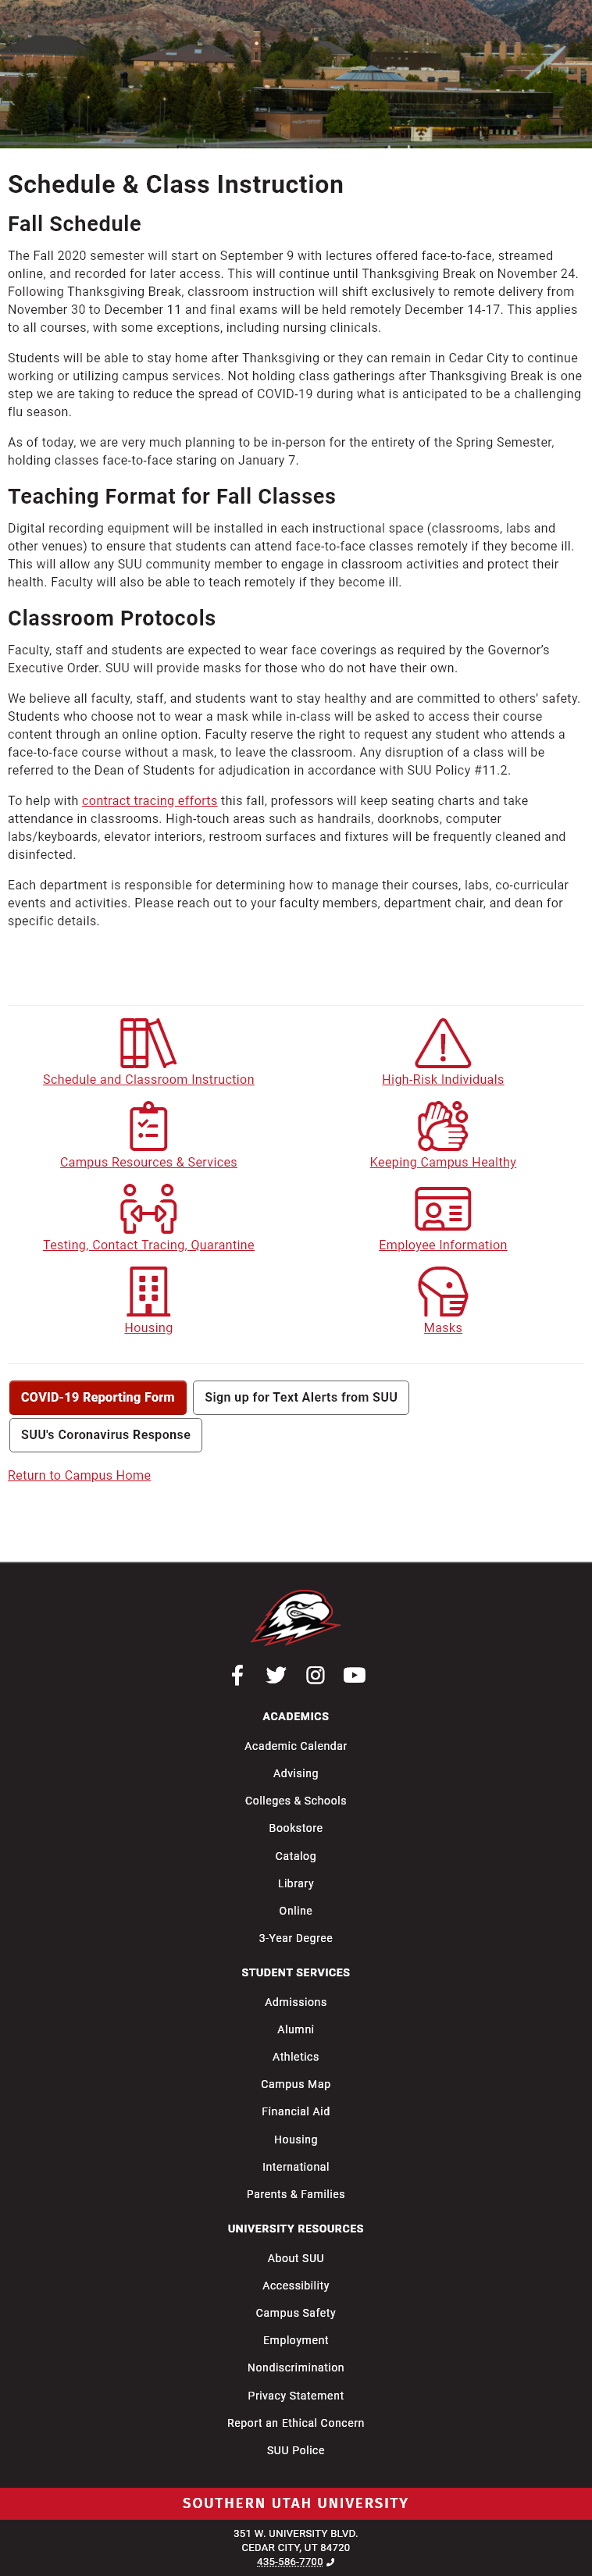 Schedule & Class Instruction
Fall Schedule
The Fall 2020 semester will start on September 9 with lectures offered face-to-face, streamed
online, and recorded for later access. This will continue until Thanksgiving Break on November 24.
Following Thanksgiving Break, classroom instruction will shift exclusively to remote delivery from
November 30 to December 11 and final exams will be held remotely December 14-17. This applies
to all courses, with some exceptions, including nursing clinicals.
Students will be able to stay home after Thanksgiving or they can remain in Cedar City to continue
working or utilizing campus services. Not holding class gatherings after Thanksgiving Break is one
step we are taking to reduce the spread of COVID-19 during what is anticipated to be a challenging
flu season.
As of today, we are very much planning to be in-person for the entirety of the Spring Semester,
holding classes face-to-face staring on January 7.
Teaching Format for Fall Classes
Digital recording equipment will be installed in each instructional space (classrooms, labs and
other venues) to ensure that students can attend face-to-face classes remotely if they become ill.
This will allow any SUU community member to engage in classroom activities and protect their
health. Faculty will also be able to teach remotely if they become ill.
Classroom Protocols
Faculty, staff and students are expected to wear face coverings as required by the Governor’s
Executive Order. SUU will provide masks for those who do not have their own.
We believe all faculty, staff, and students want to stay healthy and are committed to others' safety.
Students who choose not to wear a mask while in-class will be asked to access their course
content through an online option. Faculty reserve the right to request any student who attends a
face-to-face course without a mask, to leave the classroom. Any disruption of a class will be
referred to the Dean of Students for adjudication in accordance with SUU Policy #11.2.
To help with contract tracing efforts this fall, professors will keep seating charts and take
attendance in classrooms. High-touch areas such as handrails, doorknobs, computer
labs/keyboards, elevator interiors, restroom surfaces and fixtures will be frequently cleaned and
disinfected.
Each department is responsible for determining how to manage their courses, labs, co-curricular
events and activities. Please reach out to your faculty members, department chair, and dean for
specific details.
Schedule and Classroom Instruction
High-Risk Individuals
Campus Resources & Services
Keeping Campus Healthy
Testing, Contact Tracing, Quarantine
Employee Information
Housing
Masks
COVID-19 Reporting Form
Sign up for Text Alerts from SUU
SUU's Coronavirus Response
Return to Campus Home
ACADEMICS
Academic Calendar
Advising
Colleges & Schools
Bookstore
Catalog
Library
Online
3-Year Degree
STUDENT SERVICES
Admissions
Alumni
Athletics
Campus Map
Financial Aid
Housing
International
Parents & Families
UNIVERSITY RESOURCES
About SUU
Accessibility
Campus Safety
Employment
Nondiscrimination
Privacy Statement
Report an Ethical Concern
SUU Police
SOUTHERN UTAH UNIVERSITY
351 W. UNIVERSITY BLVD.
CEDAR CITY, UT 84720
435-586-7700